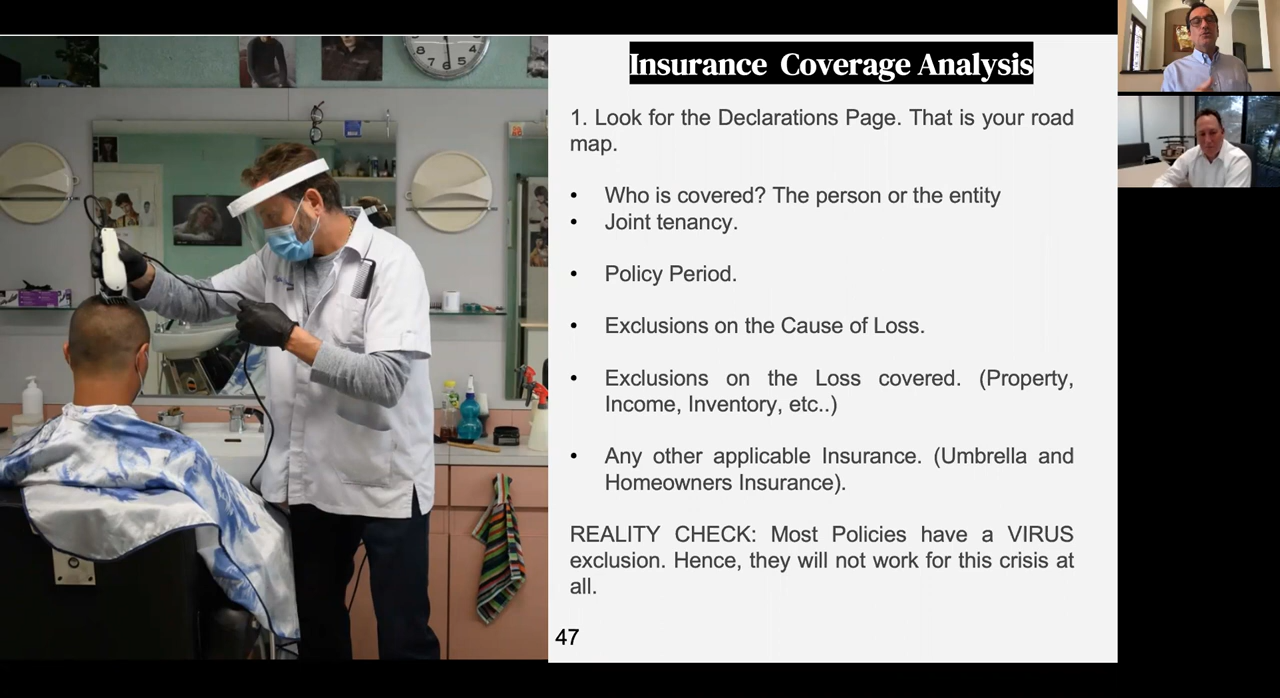 Insurance Coverage Analysis
1. Look for the Declarations Page. That is your road
map.
• Who is covered? The person or the entity
• Joint tenancy.
• Policy Period.
• Exclusions on the Cause of Loss.
• Exclusions on the Loss covered. (Property,
Income, Inventory, etc..)
• Any other applicable Insurance. (Umbrella and
Homeowners Insurance).
REALITY CHECK: Most Policies have a VIRUS
exclusion. Hence, they will not work for this crisis at
all.
47